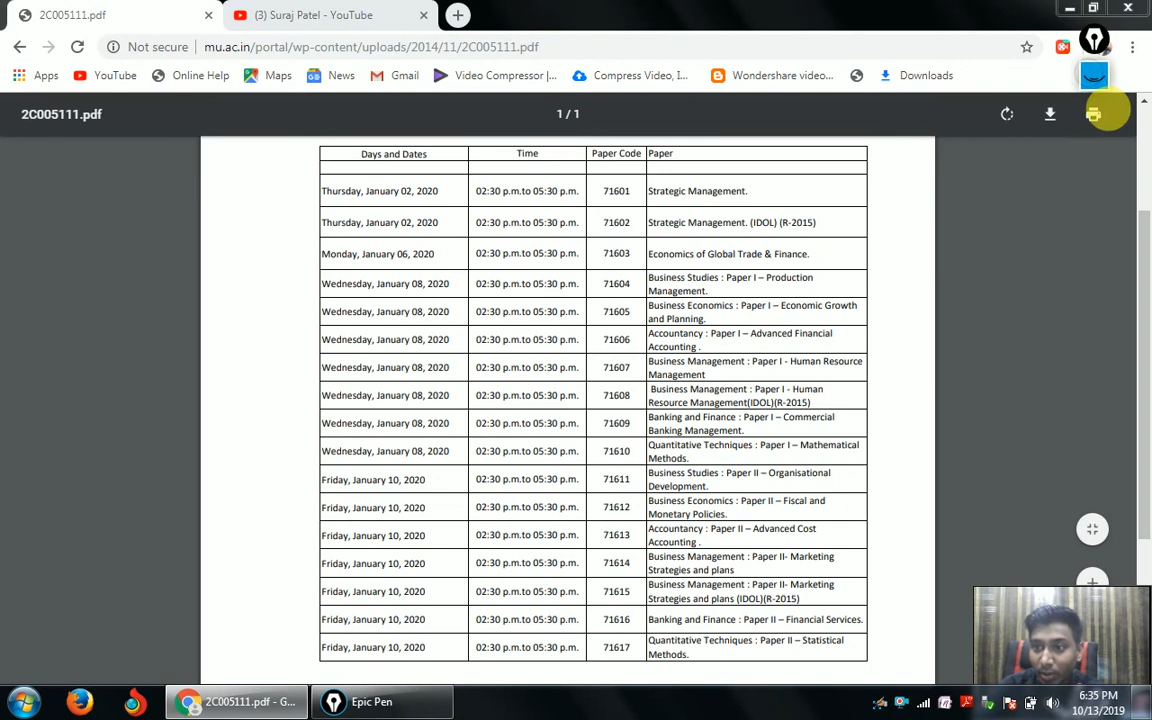 2C005111.pdf
(3) Suraj Patel - YouTube
Not secure
mu.ac.in/portal/wp-content/uploads/2014/11/2C005111.pdf
Apps YouTube Online Help Maps News Gmail Video Compressor |... Compress Video, I... Wondershare video... Downloads
2C005111.pdf
1 / 1
Days and Dates Time Paper Code Paper
Thursday, January 02, 2020 02:30 p.m.to 05:30 p.m. 71601 Strategic Management.
Thursday, January 02, 2020 02:30 p.m.to 05:30 p.m. 71602 Strategic Management. (IDOL) (R-2015)
Monday, January 06, 2020 02:30 p.m.to 05:30 p.m. 71603 Economics of Global Trade & Finance.
Wednesday, January 08, 2020 02:30 p.m.to 05:30 p.m. 71604 Business Studies : Paper I – Production
Management.
Wednesday, January 08, 2020 02:30 p.m.to 05:30 p.m. 71605 Business Economics : Paper I – Economic Growth
and Planning.
Wednesday, January 08, 2020 02:30 p.m.to 05:30 p.m. 71606 Accountancy : Paper I – Advanced Financial
Accounting .
Wednesday, January 08, 2020 02:30 p.m.to 05:30 p.m. 71607 Business Management : Paper I - Human Resource
Management
Wednesday, January 08, 2020 02:30 p.m.to 05:30 p.m. 71608 Business Management : Paper I - Human
Resource Management(IDOL)(R-2015)
Wednesday, January 08, 2020 02:30 p.m.to 05:30 p.m. 71609 Banking and Finance : Paper I – Commercial
Banking Management.
Wednesday, January 08, 2020 02:30 p.m.to 05:30 p.m. 71610 Quantitative Techniques : Paper I – Mathematical
Methods.
Friday, January 10, 2020 02:30 p.m.to 05:30 p.m. 71611 Business Studies : Paper II – Organisational
Development.
Friday, January 10, 2020 02:30 p.m.to 05:30 p.m. 71612 Business Economics : Paper II – Fiscal and
Monetary Policies.
Friday, January 10, 2020 02:30 p.m.to 05:30 p.m. 71613 Accountancy : Paper II – Advanced Cost
Accounting .
Friday, January 10, 2020 02:30 p.m.to 05:30 p.m. 71614 Business Management : Paper II- Marketing
Strategies and plans
Friday, January 10, 2020 02:30 p.m.to 05:30 p.m. 71615 Business Management : Paper II- Marketing
Strategies and plans (IDOL)(R-2015)
Friday, January 10, 2020 02:30 p.m.to 05:30 p.m. 71616 Banking and Finance : Paper II – Financial Services.
Friday, January 10, 2020 02:30 p.m.to 05:30 p.m. 71617 Quantitative Techniques : Paper II – Statistical
Methods.
2C005111.pdf - G...
Epic Pen
6:35 PM
10/13/2019